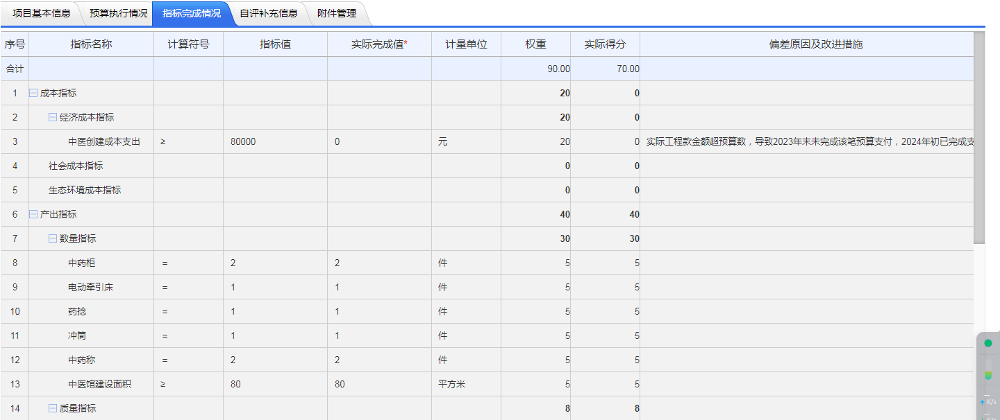 项目基本信息 预算执行情况 指标完成情况 自评补充信息 附件管理
序号 指标名称 计算符号 指标值 实际完成值* 计量单位 权重 实际得分 偏差原因及改进措施
合计 90.00 70.00
1 成本指标 20 0
2 经济成本指标 20 0
3 中医创建成本支出 ≥ 80000 0 元 20 0 实际工程款金额超预算数，导致2023年末未完成该笔预算支付，2024年初已完成支
4 社会成本指标 0 0
5 生态环境成本指标 0 0
6 产出指标 40 40
7 数量指标 30 30
8 中药柜 = 2 2 件 5 5
9 电动牵引床 = 1 1 件 5 5
10 药捻 = 1 1 件 5 5
11 冲筒 = 1 1 件 5 5
12 中药称 = 2 2 件 5 5
13 中医馆建设面积 ≥ 80 80 平方米 5 5
14 质量指标 8 8
-- K/s
--